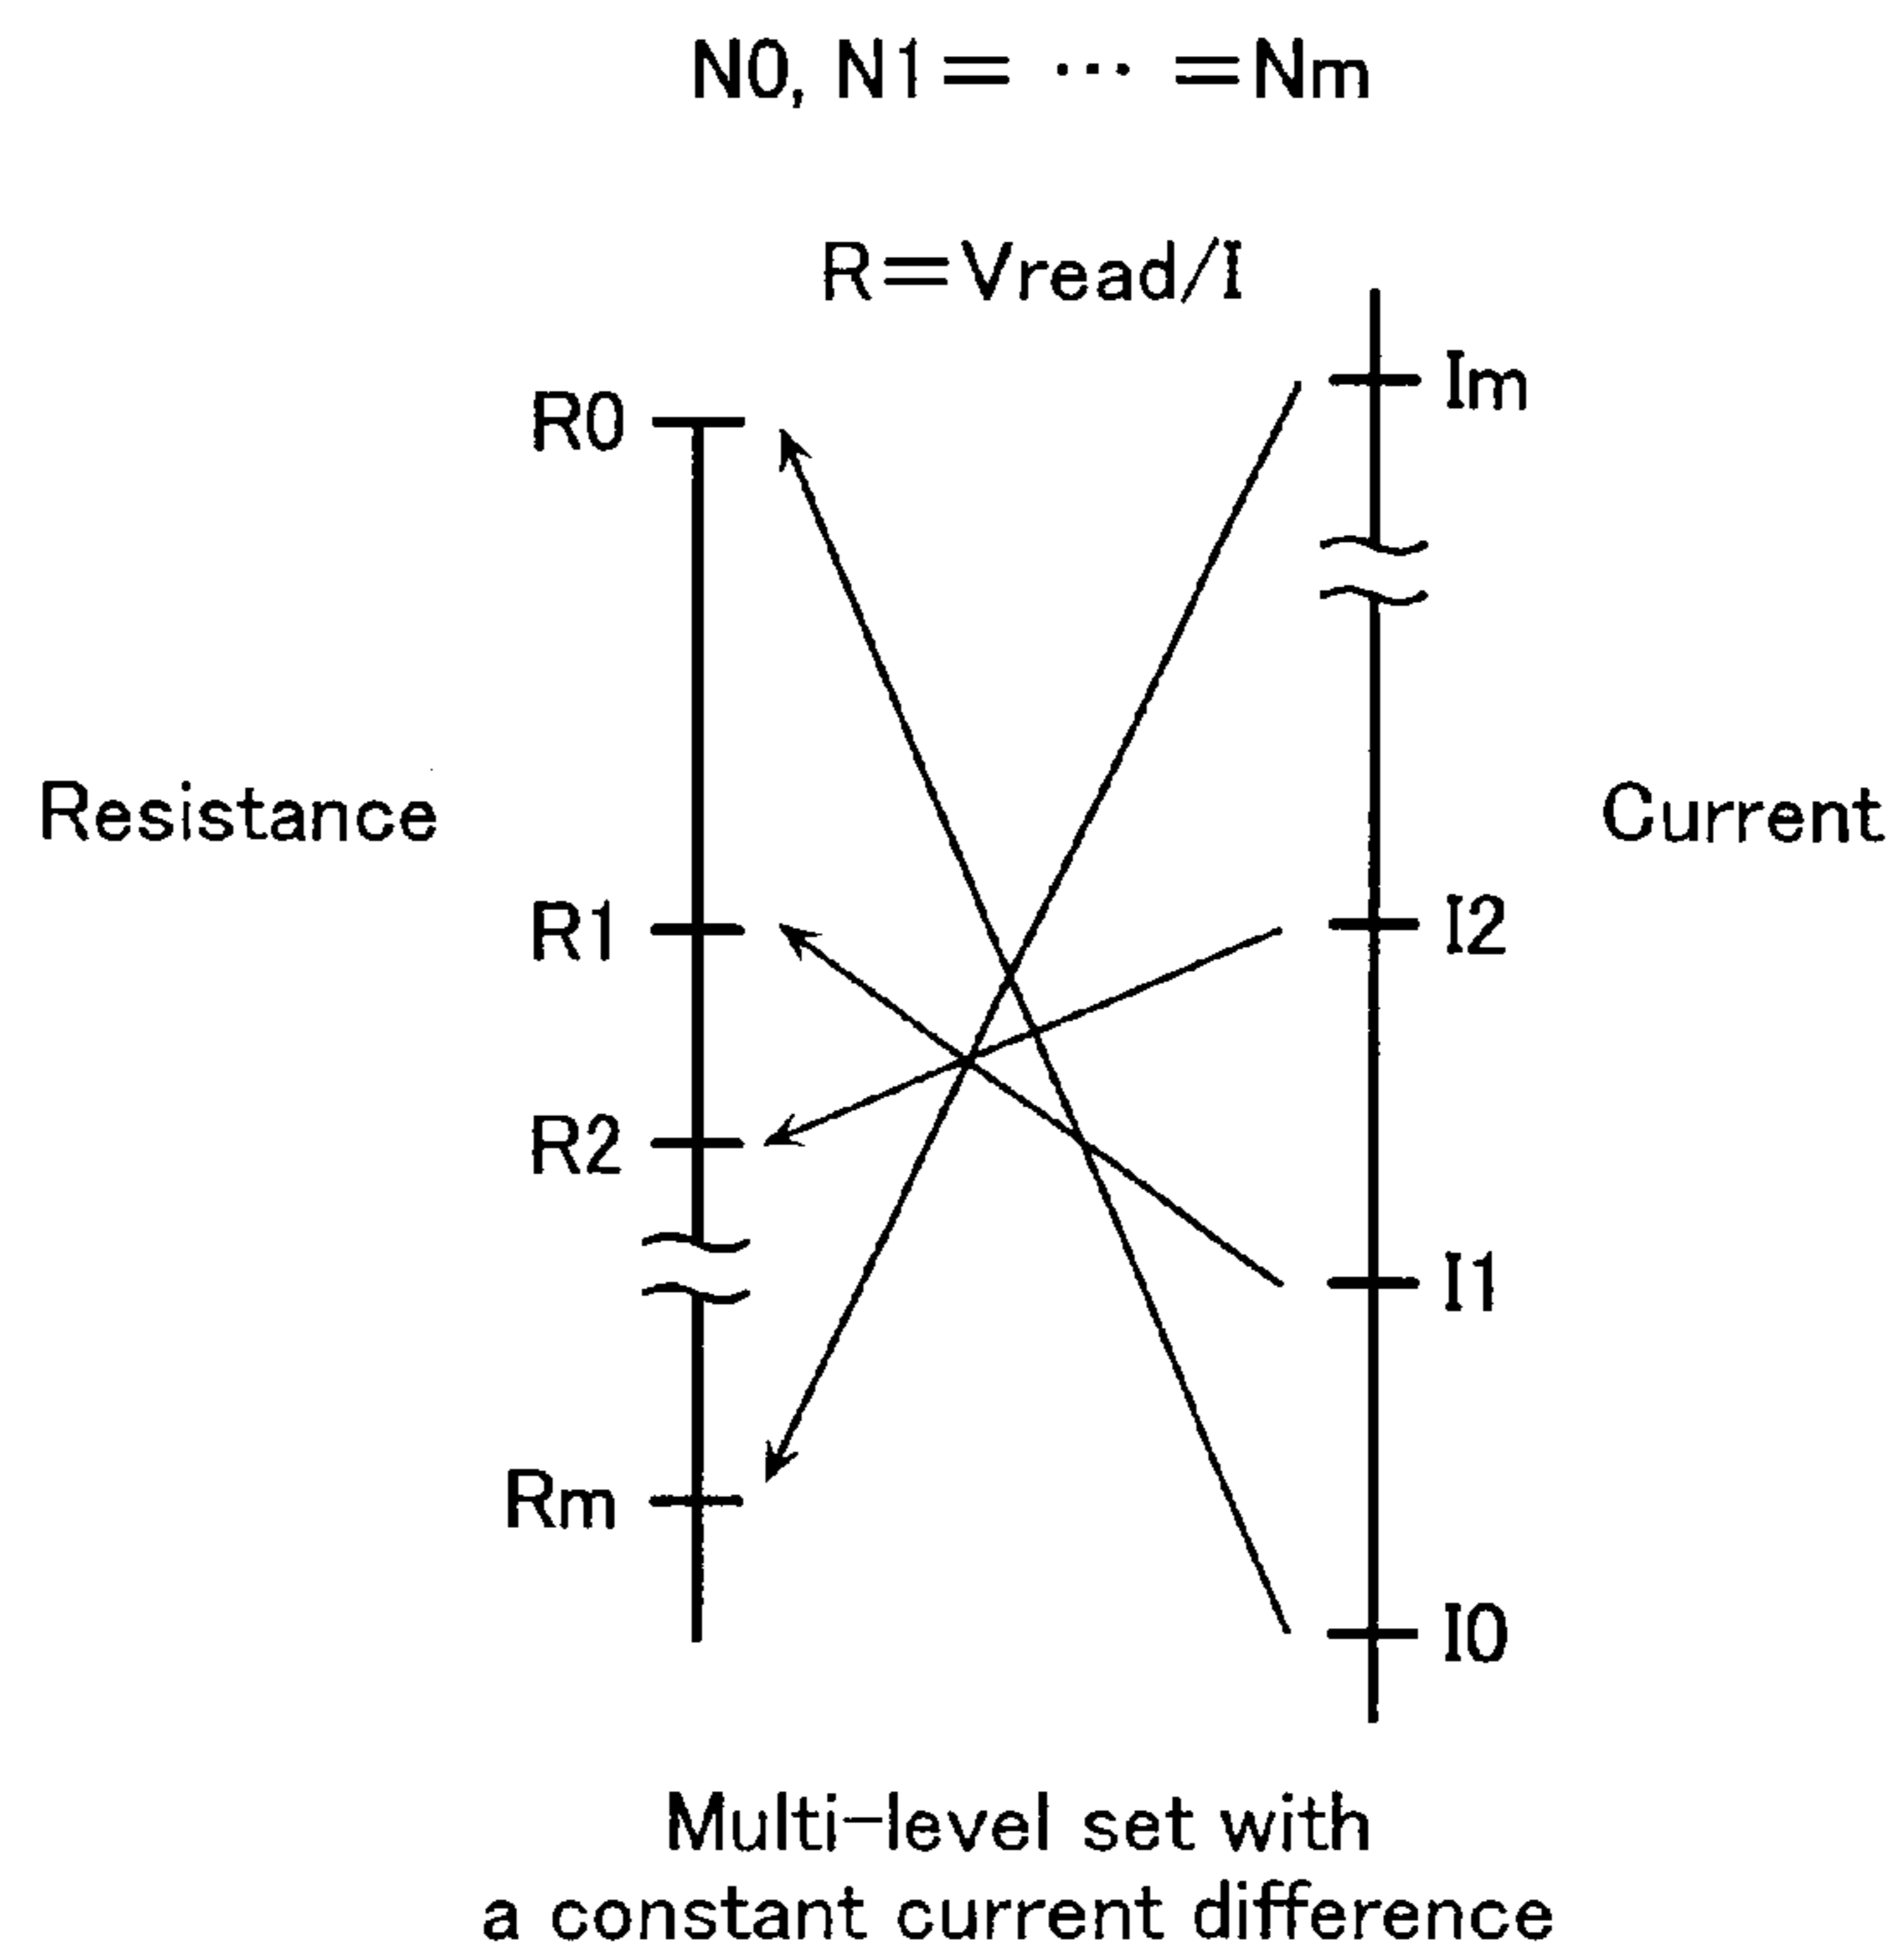 N0, N1= ⋯ =Nm
R=Vread/I
Im
R0
Resistance
Current
R1
I2
R2
I1
Rm
I0
Multi-level set with
a constant current difference